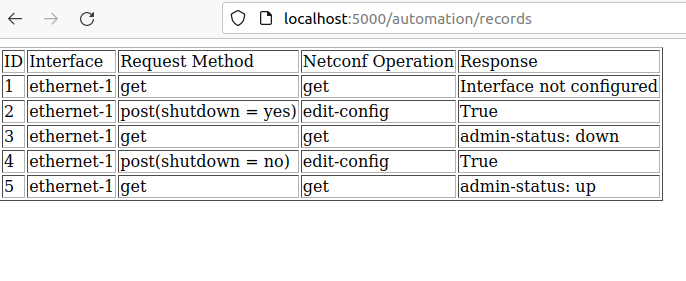 localhost:5000/automation/records
ID Interface Request Method Netconf Operation Response
1 ethernet-1 get get Interface not configured
2 ethernet-1 post(shutdown = yes) edit-config True
3 ethernet-1 get get admin-status: down
4 ethernet-1 post(shutdown = no) edit-config True
5 ethernet-1 get get admin-status: up